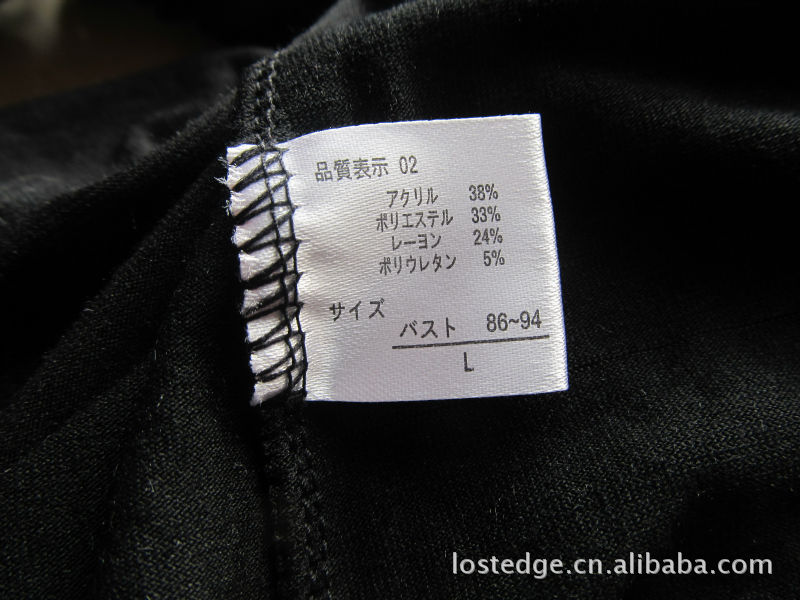 品質表示 02
アクリル 38%
ポリエステル 33%
レーヨン 24%
ポリウレタン 5%
サイズ
バスト 86~94
L
lostedge.cn.alibaba.com